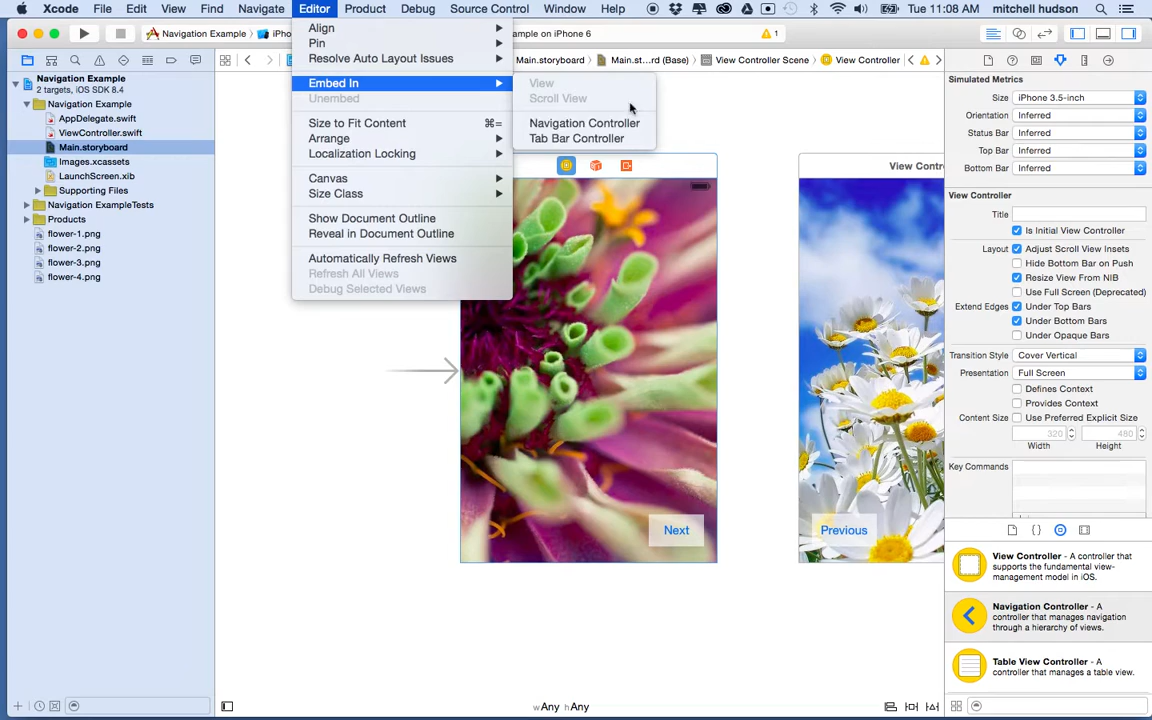 Xcode File Edit View Find Navigate Editor Product Debug Source Control Window Help Tue 11:08 AM mitchell hudson
Navigation Example iPho ample on iPhone 6 1
Main.storyboard Main.st...rd (Base) View Controller Scene View Controller
Navigation Example
2 targets, iOS SDK 8.4
Navigation Example
AppDelegate.swift
ViewController.swift
Main.storyboard
Images.xcassets
LaunchScreen.xib
Supporting Files
Navigation ExampleTests
Products
flower-1.png
flower-2.png
flower-3.png
flower-4.png
Align
Pin
Resolve Auto Layout Issues
Embed In
Unembed
Size to Fit Content ⌘=
Arrange
Localization Locking
Canvas
Size Class
Show Document Outline
Reveal in Document Outline
Automatically Refresh Views
Refresh All Views
Debug Selected Views
View
Scroll View
Navigation Controller
Tab Bar Controller
View Contr
Next
Previous
wAny hAny
Simulated Metrics
Size iPhone 3.5-inch
Orientation Inferred
Status Bar Inferred
Top Bar Inferred
Bottom Bar Inferred
View Controller
Title
Is Initial View Controller
Layout Adjust Scroll View Insets
Hide Bottom Bar on Push
Resize View From NIB
Use Full Screen (Deprecated)
Extend Edges Under Top Bars
Under Bottom Bars
Under Opaque Bars
Transition Style Cover Vertical
Presentation Full Screen
Defines Context
Provides Context
Content Size Use Preferred Explicit Size
320 480
Width Height
Key Commands
{}
View Controller - A controller that
supports the fundamental view-
management model in iOS.
Navigation Controller - A
controller that manages navigation
through a hierarchy of views.
Table View Controller - A
controller that manages a table view.